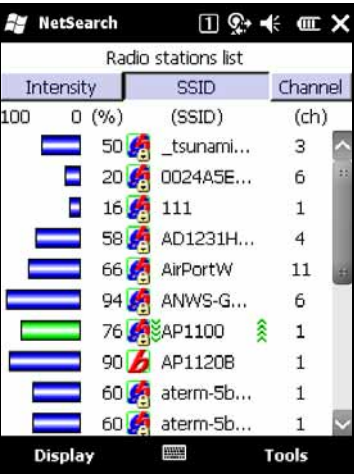 NetSearch 1
Radio stations list
Intensity SSID Channel
100 0 (%) (SSID) (ch)
50 _tsunami... 3
20 0024A5E... 6
16 111 1
58 AD1231H... 4
66 AirPortW 11
94 ANWS-G... 6
76 AP1100 1
90 b AP1120B 1
60 aterm-5b... 1
60 aterm-5b... 1
Display Tools